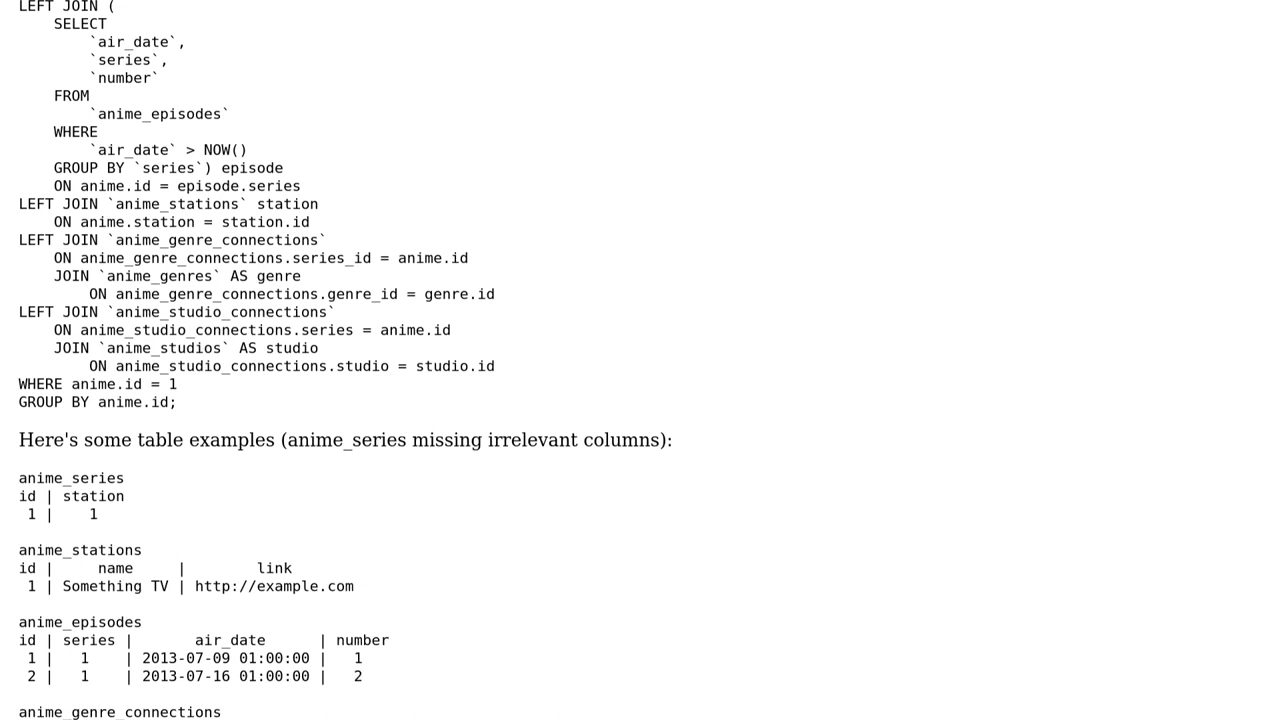 LEFT JOIN (
    SELECT
        `air_date`,
        `series`,
        `number`
    FROM
        `anime_episodes`
    WHERE
        `air_date` > NOW()
    GROUP BY `series`) episode
    ON anime.id = episode.series
LEFT JOIN `anime_stations` station
    ON anime.station = station.id
LEFT JOIN `anime_genre_connections`
    ON anime_genre_connections.series_id = anime.id
    JOIN `anime_genres` AS genre
        ON anime_genre_connections.genre_id = genre.id
LEFT JOIN `anime_studio_connections`
    ON anime_studio_connections.series = anime.id
    JOIN `anime_studios` AS studio
        ON anime_studio_connections.studio = studio.id
WHERE anime.id = 1
GROUP BY anime.id;
Here's some table examples (anime_series missing irrelevant columns):
anime_series
id | station
 1 |    1
anime_stations
id |     name     |        link
 1 | Something TV | http://example.com
anime_episodes
id | series |       air_date      | number
 1 |   1    | 2013-07-09 01:00:00 |   1
 2 |   1    | 2013-07-16 01:00:00 |   2
anime_genre_connections